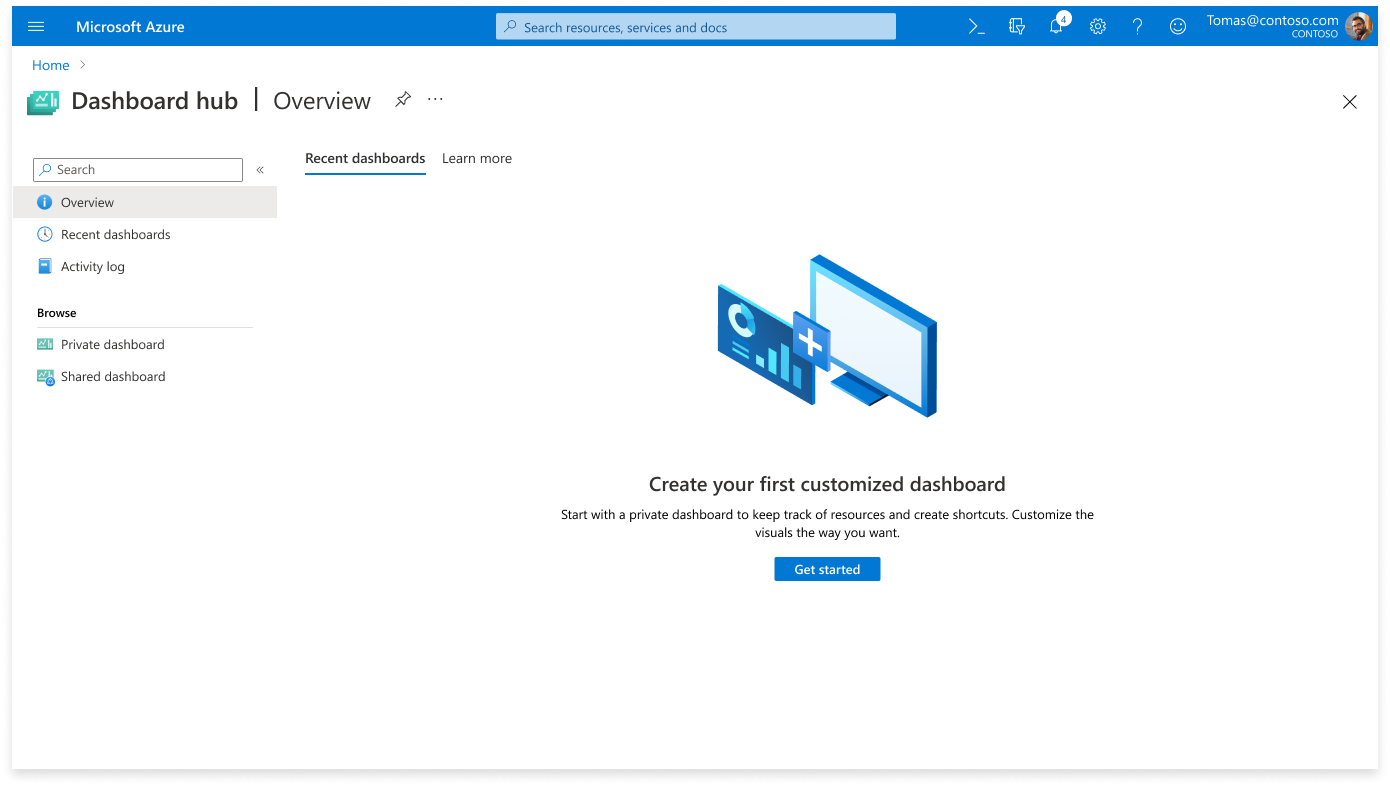 Microsoft Azure
Search resources, services and docs
4
Tomas@contoso.com
CONTOSO
Home
Dashboard hub | Overview
Search
Overview
Recent dashboards
Activity log
Browse
Private dashboard
Shared dashboard
Recent dashboards
Learn more
Create your first customized dashboard
Start with a private dashboard to keep track of resources and create shortcuts. Customize the
visuals the way you want.
Get started